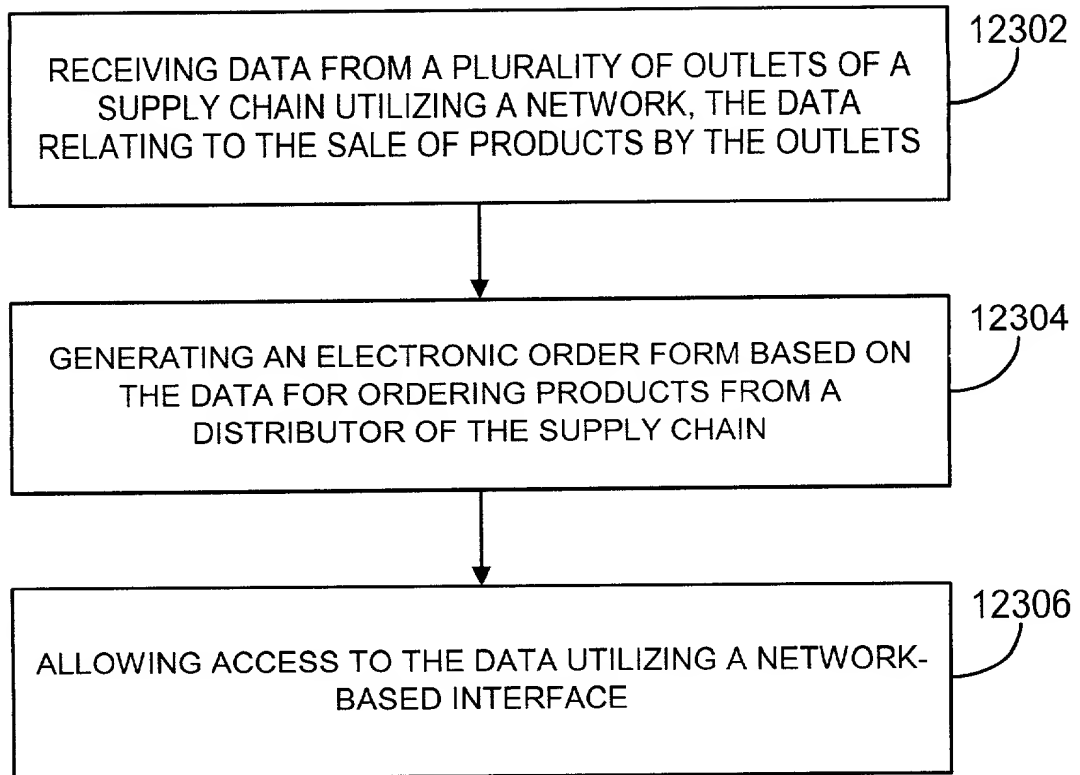 12302
RECEIVING DATA FROM A PLURALITY OF OUTLETS OF A
SUPPLY CHAIN UTILIZING A NETWORK, THE DATA
RELATING TO THE SALE OF PRODUCTS BY THE OUTLETS
12304
GENERATING AN ELECTRONIC ORDER FORM BASED ON
THE DATA FOR ORDERING PRODUCTS FROM A
DISTRIBUTOR OF THE SUPPLY CHAIN
12306
ALLOWING ACCESS TO THE DATA UTILIZING A NETWORK-
BASED INTERFACE